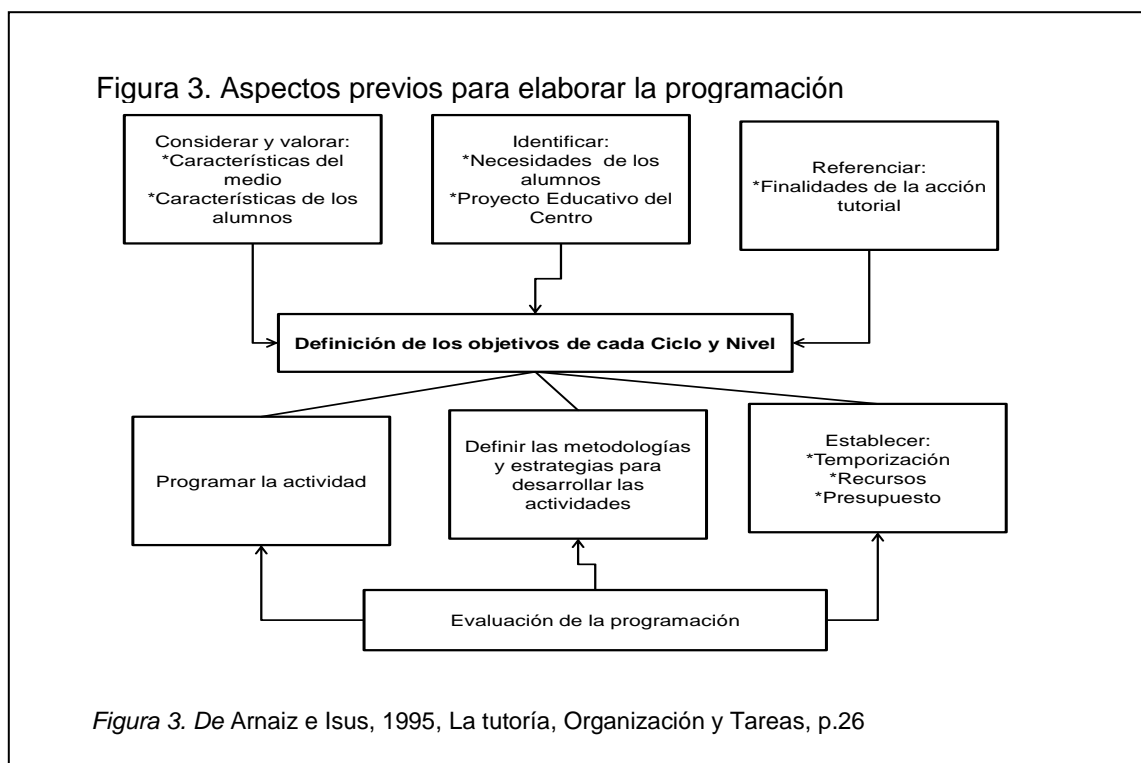 Figura 3. Aspectos previos para elaborar la programación
Considerar y valorar:
*Características del
medio
*Características de los
alumnos
Identificar:
*Necesidades de los
alumnos
*Proyecto Educativo del
Centro
Referenciar:
*Finalidades de la acción
tutorial
Definición de los objetivos de cada Ciclo y Nivel
Programar la actividad
Definir las metodologías
y estrategias para
desarrollar las
actividades
Establecer:
*Temporización
*Recursos
*Presupuesto
Evaluación de la programación
Figura 3. De Arnaiz e Isus, 1995, La tutoría, Organización y Tareas, p.26